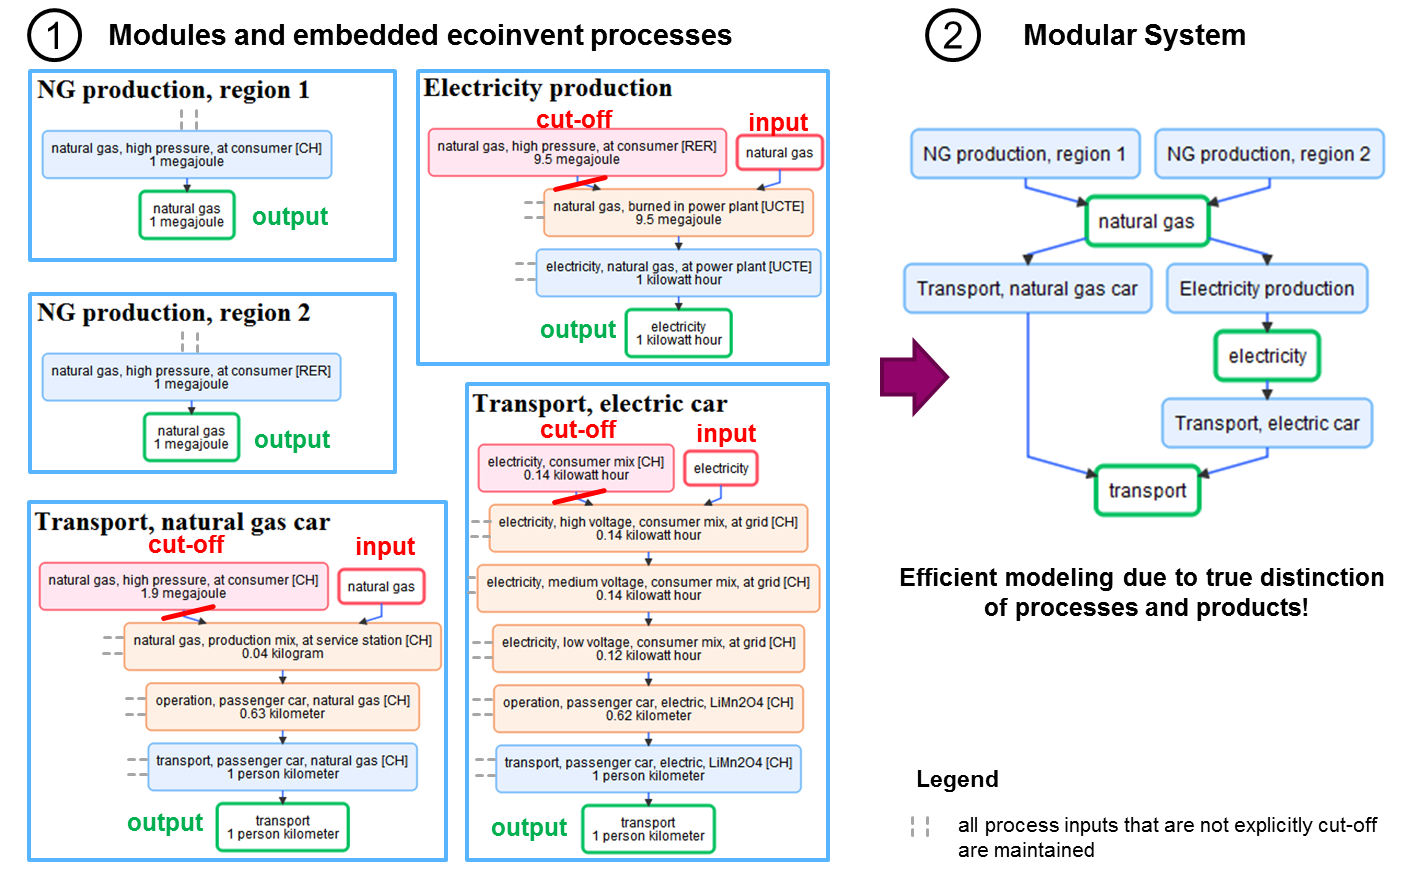 1 Modules and embedded ecoinvent processes
NG production, region 1
natural gas, high pressure, at consumer [CH]
1 megajoule
natural gas
1 megajoule
output
NG production, region 2
natural gas, high pressure, at consumer [RER]
1 megajoule
natural gas
1 megajoule
output
Transport, natural gas car
cut-off
input
natural gas, high pressure, at consumer [CH]
1.9 megajoule
natural gas
natural gas, production mix, at service station [CH]
0.04 kilogram
operation, passenger car, natural gas [CH]
0.63 kilometer
transport, passenger car, natural gas [CH]
1 person kilometer
output
transport
1 person kilometer
Electricity production
cut-off
input
natural gas, high pressure, at consumer [RER]
9.5 megajoule
natural gas
natural gas, burned in power plant [UCTE]
9.5 megajoule
electricity, natural gas, at power plant [UCTE]
1 kilowatt hour
output
electricity
1 kilowatt hour
Transport, electric car
cut-off
input
electricity, consumer mix [CH]
0.14 kilowatt hour
electricity
electricity, high voltage, consumer mix, at grid [CH]
0.14 kilowatt hour
electricity, medium voltage, consumer mix, at grid [CH]
0.14 kilowatt hour
electricity, low voltage, consumer mix, at grid [CH]
0.12 kilowatt hour
operation, passenger car, electric, LiMn2O4 [CH]
0.62 kilometer
transport, passenger car, electric, LiMn2O4 [CH]
1 person kilometer
output
transport
1 person kilometer
2 Modular System
NG production, region 1
NG production, region 2
natural gas
Transport, natural gas car
Electricity production
electricity
Transport, electric car
transport
Efficient modeling due to true distinction
of processes and products!
Legend
all process inputs that are not explicitly cut-off
are maintained